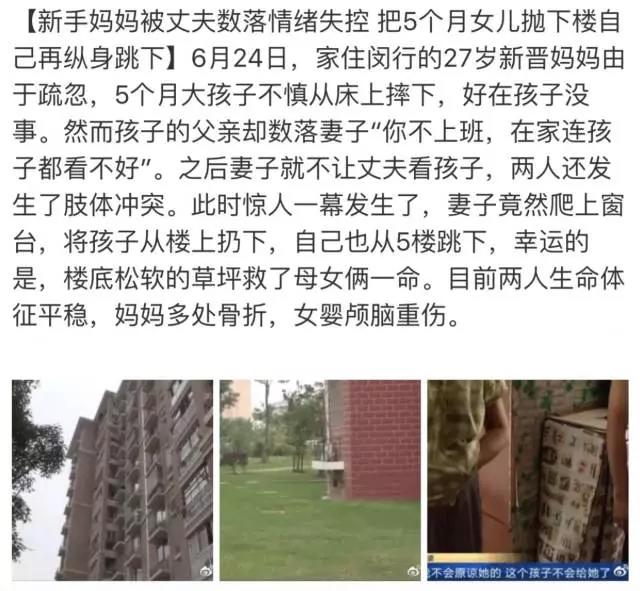 【新手妈妈被丈夫数落情绪失控 把5个月女儿抛下楼自
己再纵身跳下】6月24日，家住闵行的27岁新晋妈妈由
于疏忽，5个月大孩子不慎从床上摔下，好在孩子没
事。然而孩子的父亲却数落妻子“你不上班，在家连孩
子都看不好”。之后妻子就不让丈夫看孩子，两人还发
生了肢体冲突。此时惊人一幕发生了，妻子竟然爬上窗
台，将孩子从楼上扔下，自己也从5楼跳下，幸运的
是，楼底松软的草坪救了母女俩一命。目前两人生命体
征平稳，妈妈多处骨折，女婴颅脑重伤。
不会原谅她的 这个孩子不会给她了